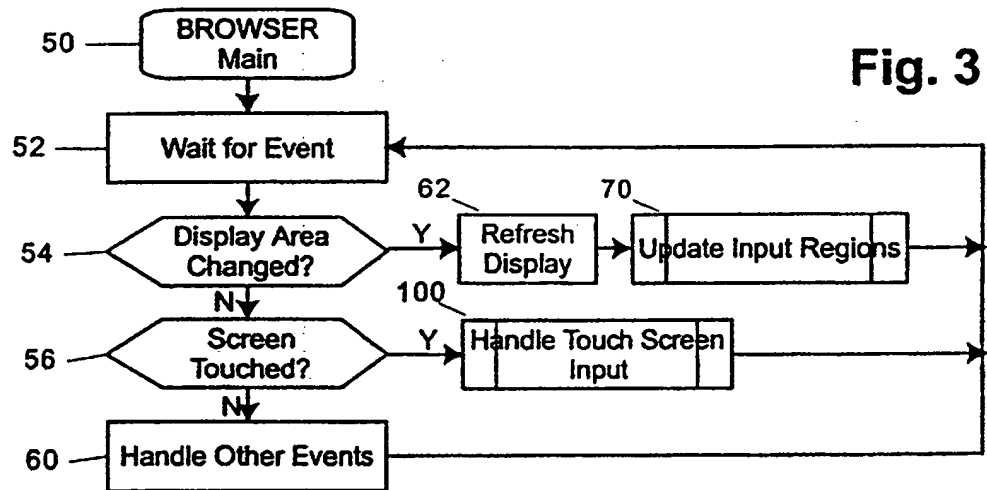 50
BROWSER
Main
Fig. 3
52
Wait for Event
62
70
54
Display Area
Changed?
Y
Refresh
Display
Update Input Regions
N
100
56
Screen
Touched?
Y
Handle Touch Screen
Input
N
60
Handle Other Events